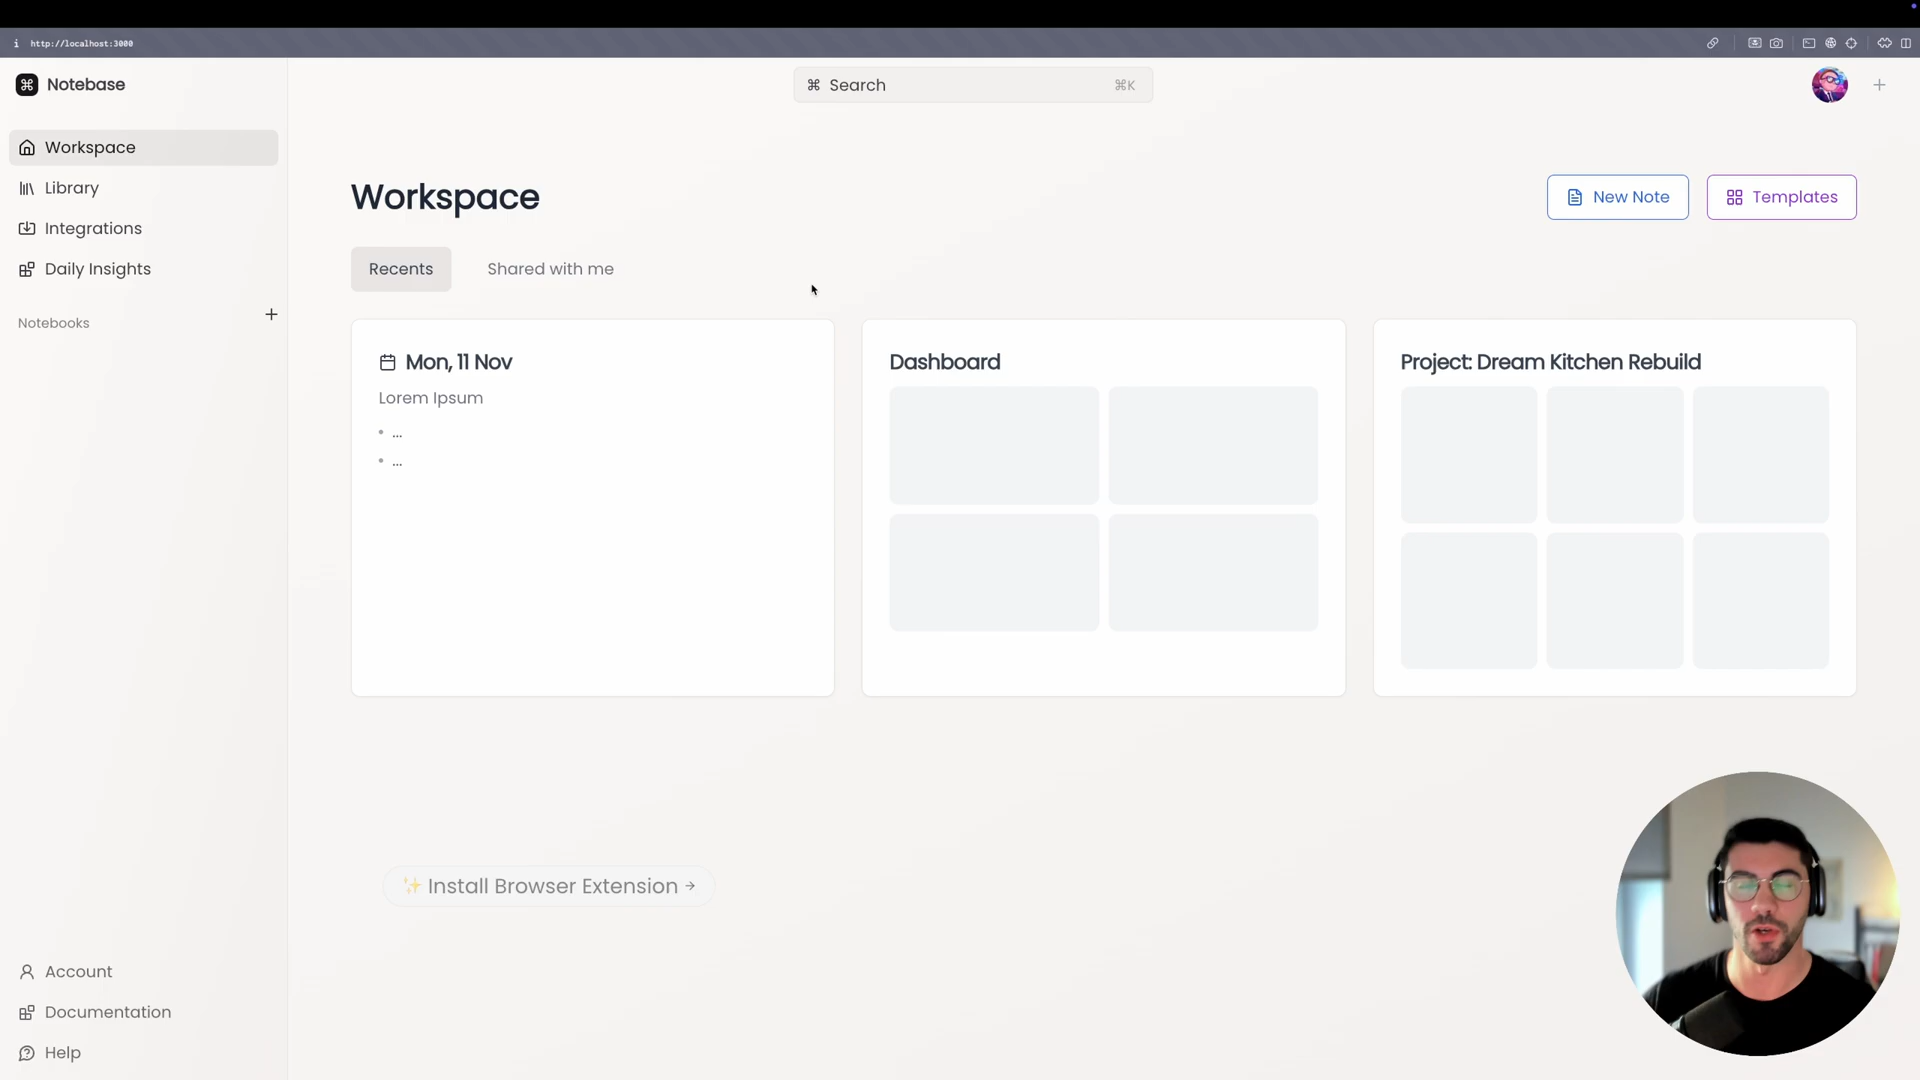 i http://localhost:3000
Notebase
Search
⌘K
Workspace
Library
Integrations
Daily Insights
Notebooks
Workspace
New Note
Templates
Recents
Shared with me
Mon, 11 Nov
Lorem Ipsum
• ...
• ...
Dashboard
Project: Dream Kitchen Rebuild
✨ Install Browser Extension →
Account
Documentation
Help